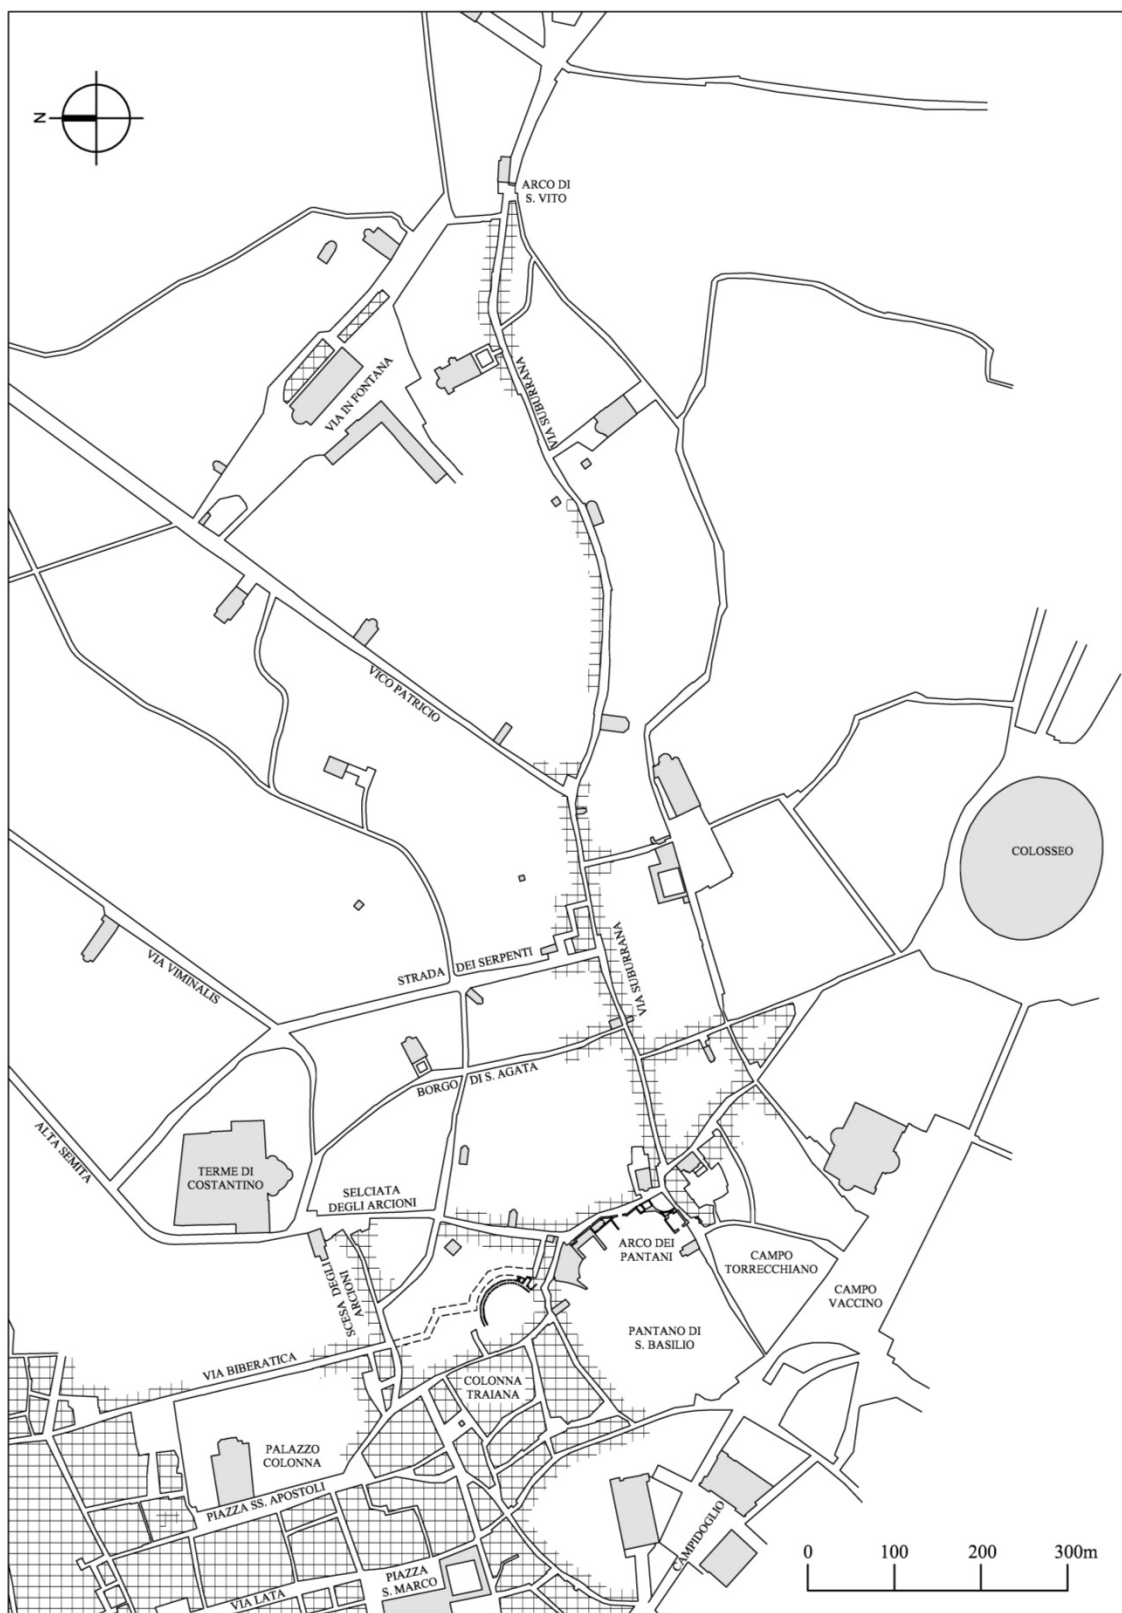 N
ARCO DI
S. VITO
VIA IN FONTANA
VIA SUBURRANA
VICO PATRICIO
COLOSSEO
VIA VIMINALIS
STRADA DEI SERPENTI
VIA SUBURRANA
BORGO DI S. AGATA
ALTA SEMITA
TERME DI
COSTANTINO
SELCIATA
DEGLI ARCIONI
SCESA DEGLI
ARCIONI
ARCO DEI
PANTANI
CAMPO
TORRECCHIANO
CAMPO
VACCINO
PANTANO DI
S. BASILIO
VIA BIBERATICA
COLONNA
TRAIANA
PALAZZO
COLONNA
PIAZZA SS. APOSTOLI
PIAZZA
S. MARCO
VIA LATA
CAMPIDOGLIO
0 100 200 300m